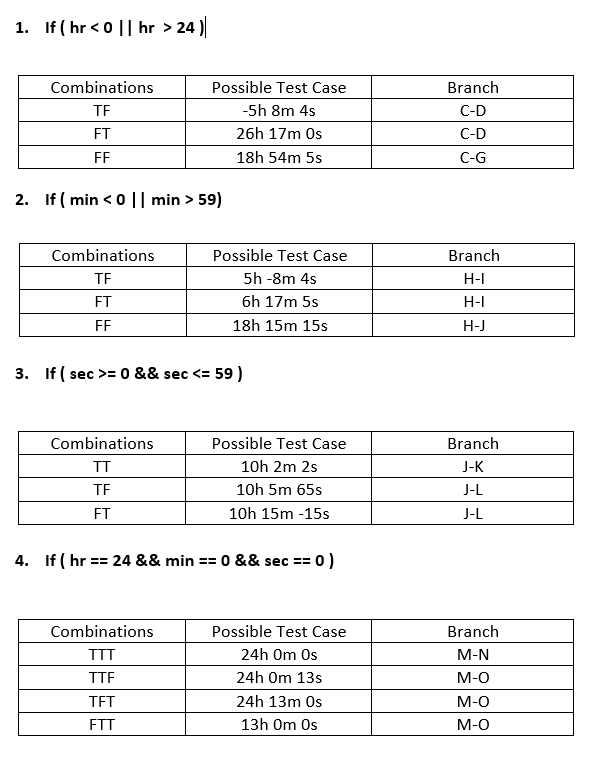 1. If ( hr < 0 || hr > 24 )
Combinations Possible Test Case Branch
TF -5h 8m 4s C-D
FT 26h 17m 0s C-D
FF 18h 54m 5s C-G
2. If ( min < 0 || min > 59)
Combinations Possible Test Case Branch
TF 5h -8m 4s H-I
FT 6h 17m 5s H-I
FF 18h 15m 15s H-J
3. If ( sec >= 0 && sec <= 59 )
Combinations Possible Test Case Branch
TT 10h 2m 2s J-K
TF 10h 5m 65s J-L
FT 10h 15m -15s J-L
4. If ( hr == 24 && min == 0 && sec == 0 )
Combinations Possible Test Case Branch
TTT 24h 0m 0s M-N
TTF 24h 0m 13s M-O
TFT 24h 13m 0s M-O
FTT 13h 0m 0s M-O